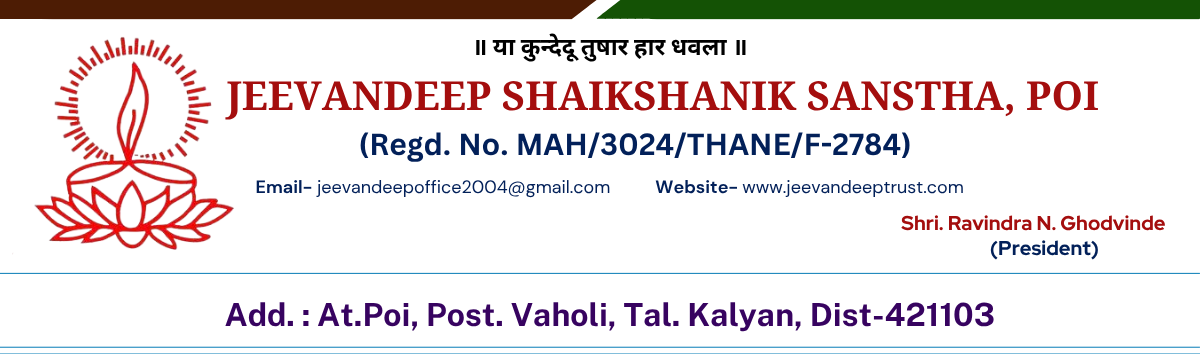 ॥ या कुन्देदू तुषार हार धवला ॥
JEEVANDEEP SHAIKSHANIK SANSTHA, POI
(Regd. No. MAH/3024/THANE/F-2784)
Email- jeevandeepoffice2004@gmail.com Website- www.jeevandeeptrust.com
Shri. Ravindra N. Ghodvinde
(President)
Add. : At.Poi, Post. Vaholi, Tal. Kalyan, Dist-421103